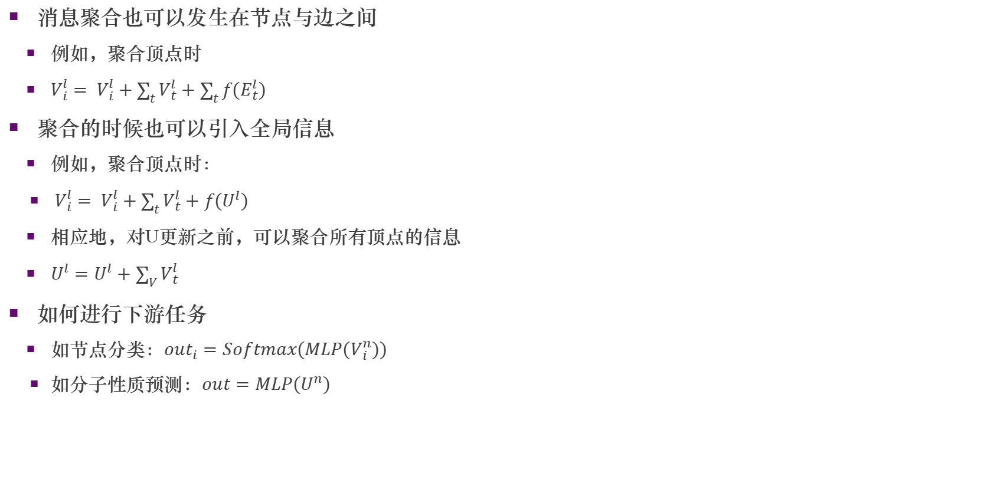 ▪ 消息聚合也可以发生在节点与边之间
▪ 例如，聚合顶点时
▪ $V_i^l = V_i^l + \sum_t V_t^l + \sum_t f(E_t^l)$
▪ 聚合的时候也可以引入全局信息
▪ 例如，聚合顶点时：
▪ $V_i^l = V_i^l + \sum_t V_t^l + f(U^l)$
▪ 相应地，对U更新之前，可以聚合所有顶点的信息
▪ $U^l = U^l + \sum_V V_t^l$
▪ 如何进行下游任务
▪ 如节点分类：$out_i = Softmax(MLP(V_i^n))$
▪ 如分子性质预测：$out = MLP(U^n)$